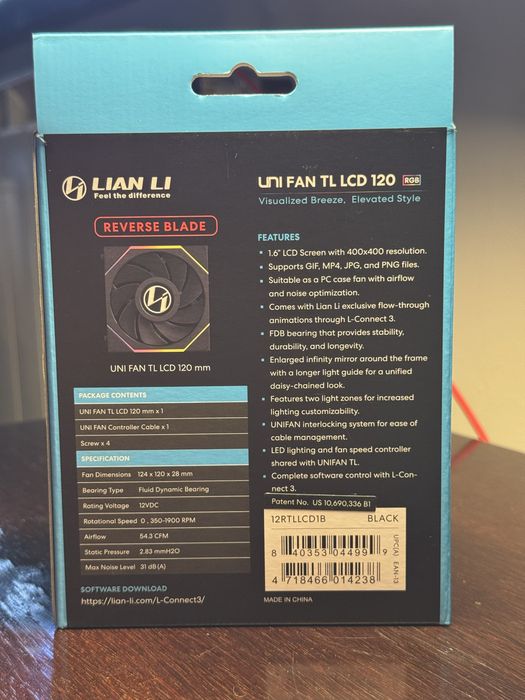 LIAN LI
Feel the difference
REVERSE BLADE
UNI FAN TL LCD 120 mm
PACKAGE CONTENTS
UNI FAN TL LCD 120 mm x 1
UNI FAN Controller Cable x 1
Screw x 4
SPECIFICATION
Fan Dimensions 124 x 120 x 28 mm
Bearing Type Fluid Dynamic Bearing
Rating Voltage 12VDC
Rotational Speed 0 , 350-1900 RPM
Airflow 54.3 CFM
Static Pressure 2.83 mmH2O
Max Noise Level 31 dB(A)
SOFTWARE DOWNLOAD
https://lian-li.com/L-Connect3/
UNI FAN TL LCD 120 RGB
Visualized Breeze, Elevated Style
FEATURES
• 1.6" LCD Screen with 400x400 resolution.
• Supports GIF, MP4, JPG, and PNG files.
• Suitable as a PC case fan with airflow
and noise optimization.
• Comes with Lian Li exclusive flow-through
animations through L-Connect 3.
• FDB bearing that provides stability,
durability, and longevity.
• Enlarged infinity mirror around the frame
with a longer light guide for a unified
daisy-chained look.
• Features two light zones for increased
lighting customizability.
• UNIFAN interlocking system for ease of
cable management.
• LED lighting and fan speed controller
shared with UNIFAN TL.
• Complete software control with L-Con-
nect 3.
Patent No. US 10,690,336 B1
12RTLLCD1B BLACK
8 40353 04499 9
UPC(A) EAN-13
4 718466 014238
MADE IN CHINA